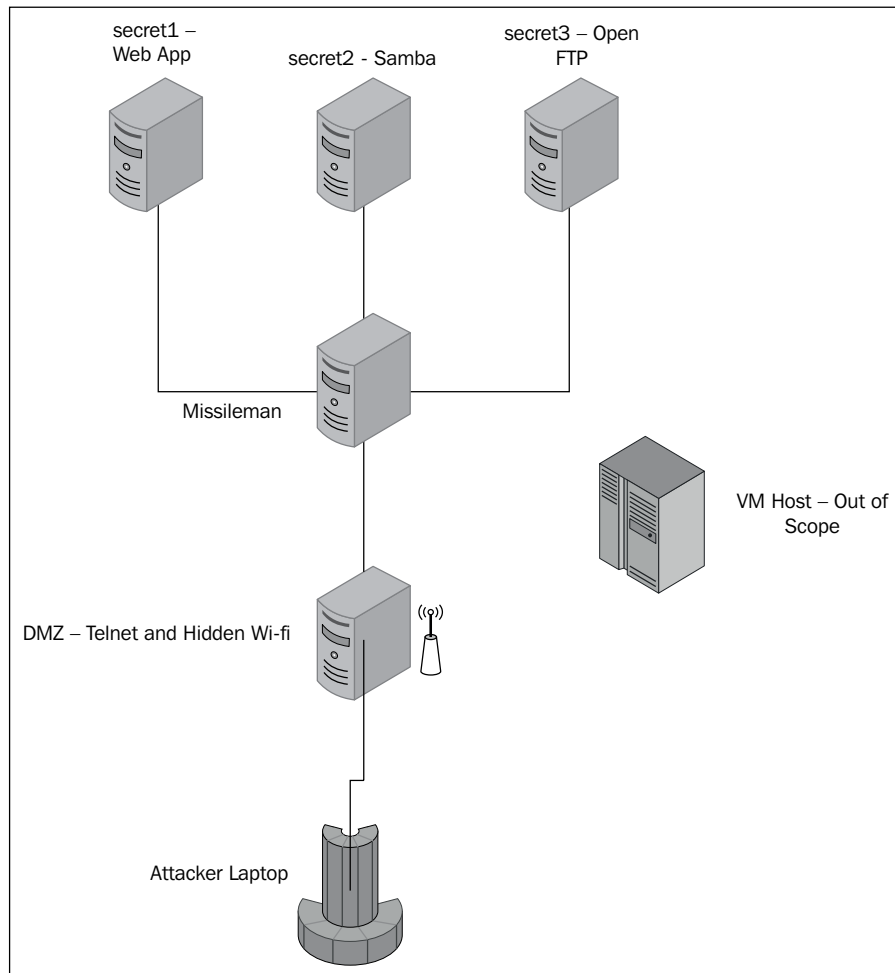 secret1 –
Web App
secret2 - Samba
secret3 – Open
FTP
Missileman
VM Host – Out of
Scope
DMZ – Telnet and Hidden Wi-fi
Attacker Laptop